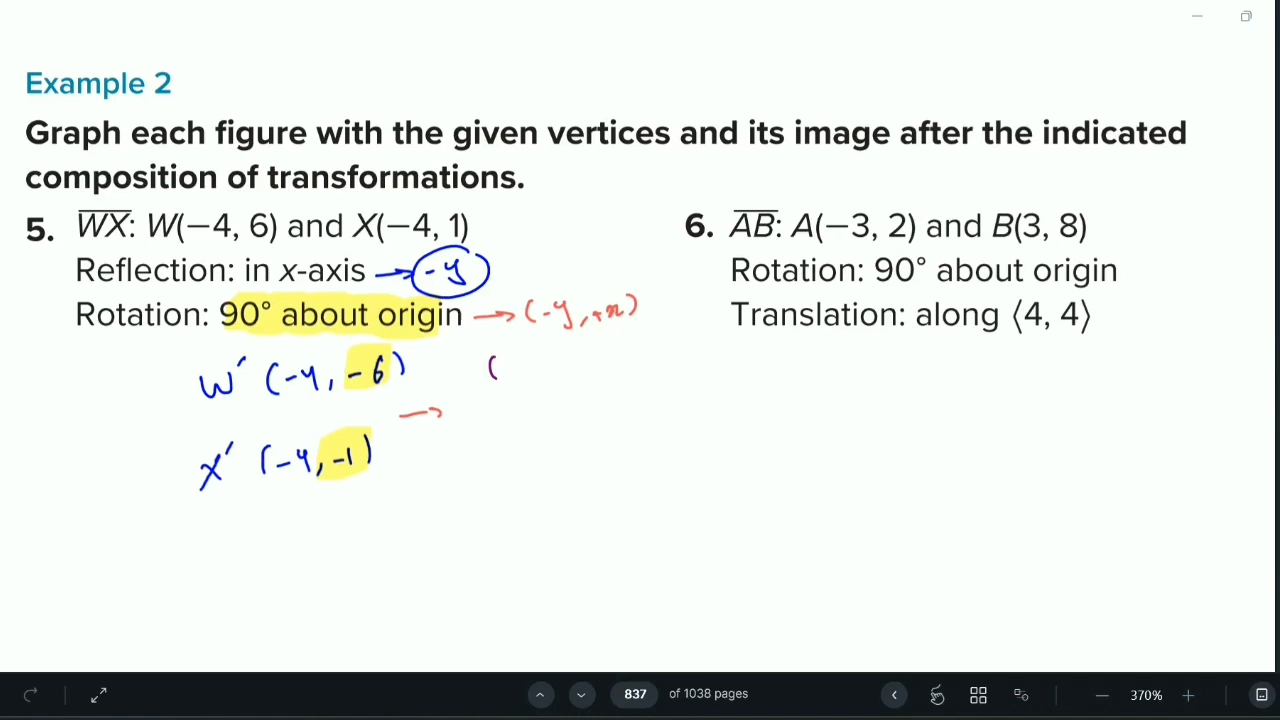 Example 2
Graph each figure with the given vertices and its image after the indicated
composition of transformations.
5. WX: W(−4, 6) and X(−4, 1)
Reflection: in x-axis → -y
Rotation: 90° about origin → (-y, +x)
W′ (-4, -6) (
→
X′ (-4, -1)
6. AB: A(−3, 2) and B(3, 8)
Rotation: 90° about origin
Translation: along ⟨4, 4⟩
837 of 1038 pages
370%